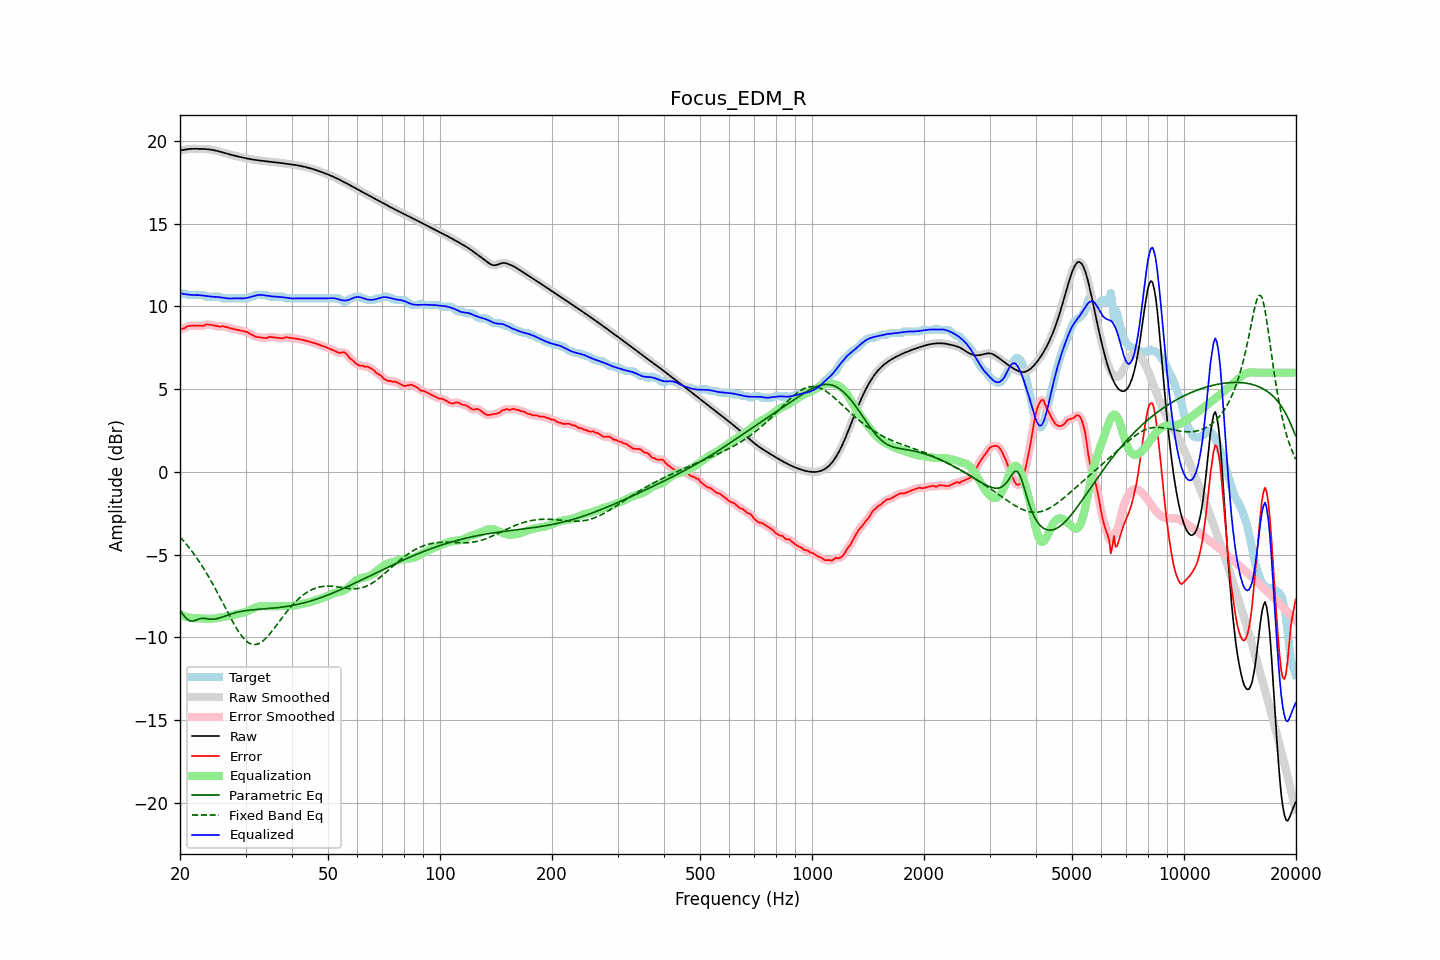 Focus_EDM_R
20
15
10
5
0
−5
−10
−15
−20
Amplitude (dBr)
Target
Raw Smoothed
Error Smoothed
Raw
Error
Equalization
Parametric Eq
Fixed Band Eq
Equalized
20 50 100 200 500 1000 2000 5000 10000 20000
Frequency (Hz)